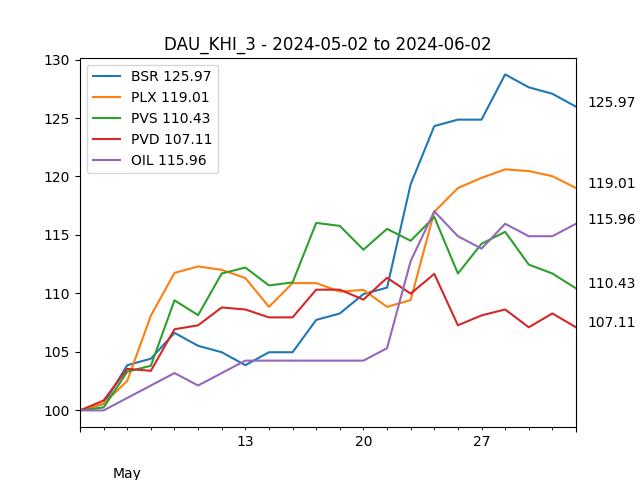 DAU_KHI_3 - 2024-05-02 to 2024-06-02
130
125
120
115
110
105
100
BSR 125.97
PLX 119.01
PVS 110.43
PVD 107.11
OIL 115.96
125.97
119.01
115.96
110.43
107.11
13
20
27
May